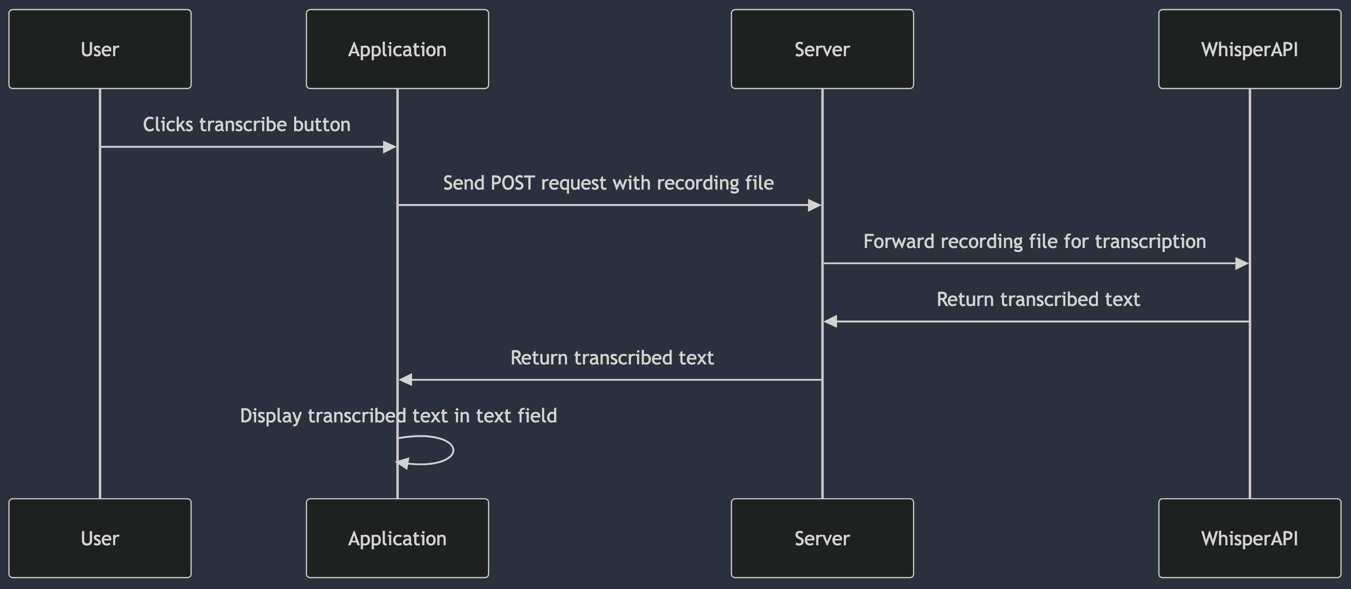 User
Application
Server
WhisperAPI
Clicks transcribe button
Send POST request with recording file
Forward recording file for transcription
Return transcribed text
Return transcribed text
Display transcribed text in text field
User
Application
Server
WhisperAPI